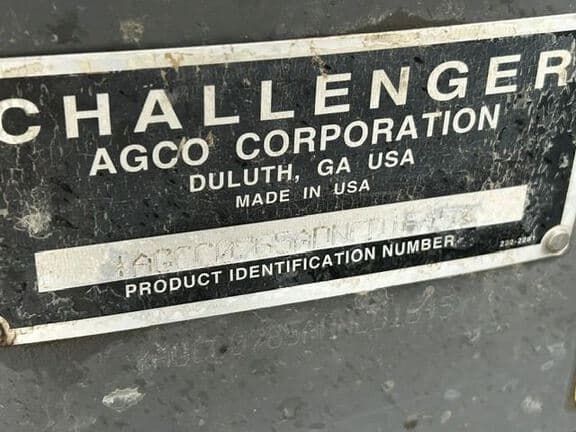 CHALLENGER
AGCO CORPORATION
DULUTH, GA USA
MADE IN USA
PRODUCT IDENTIFICATION NUMBER